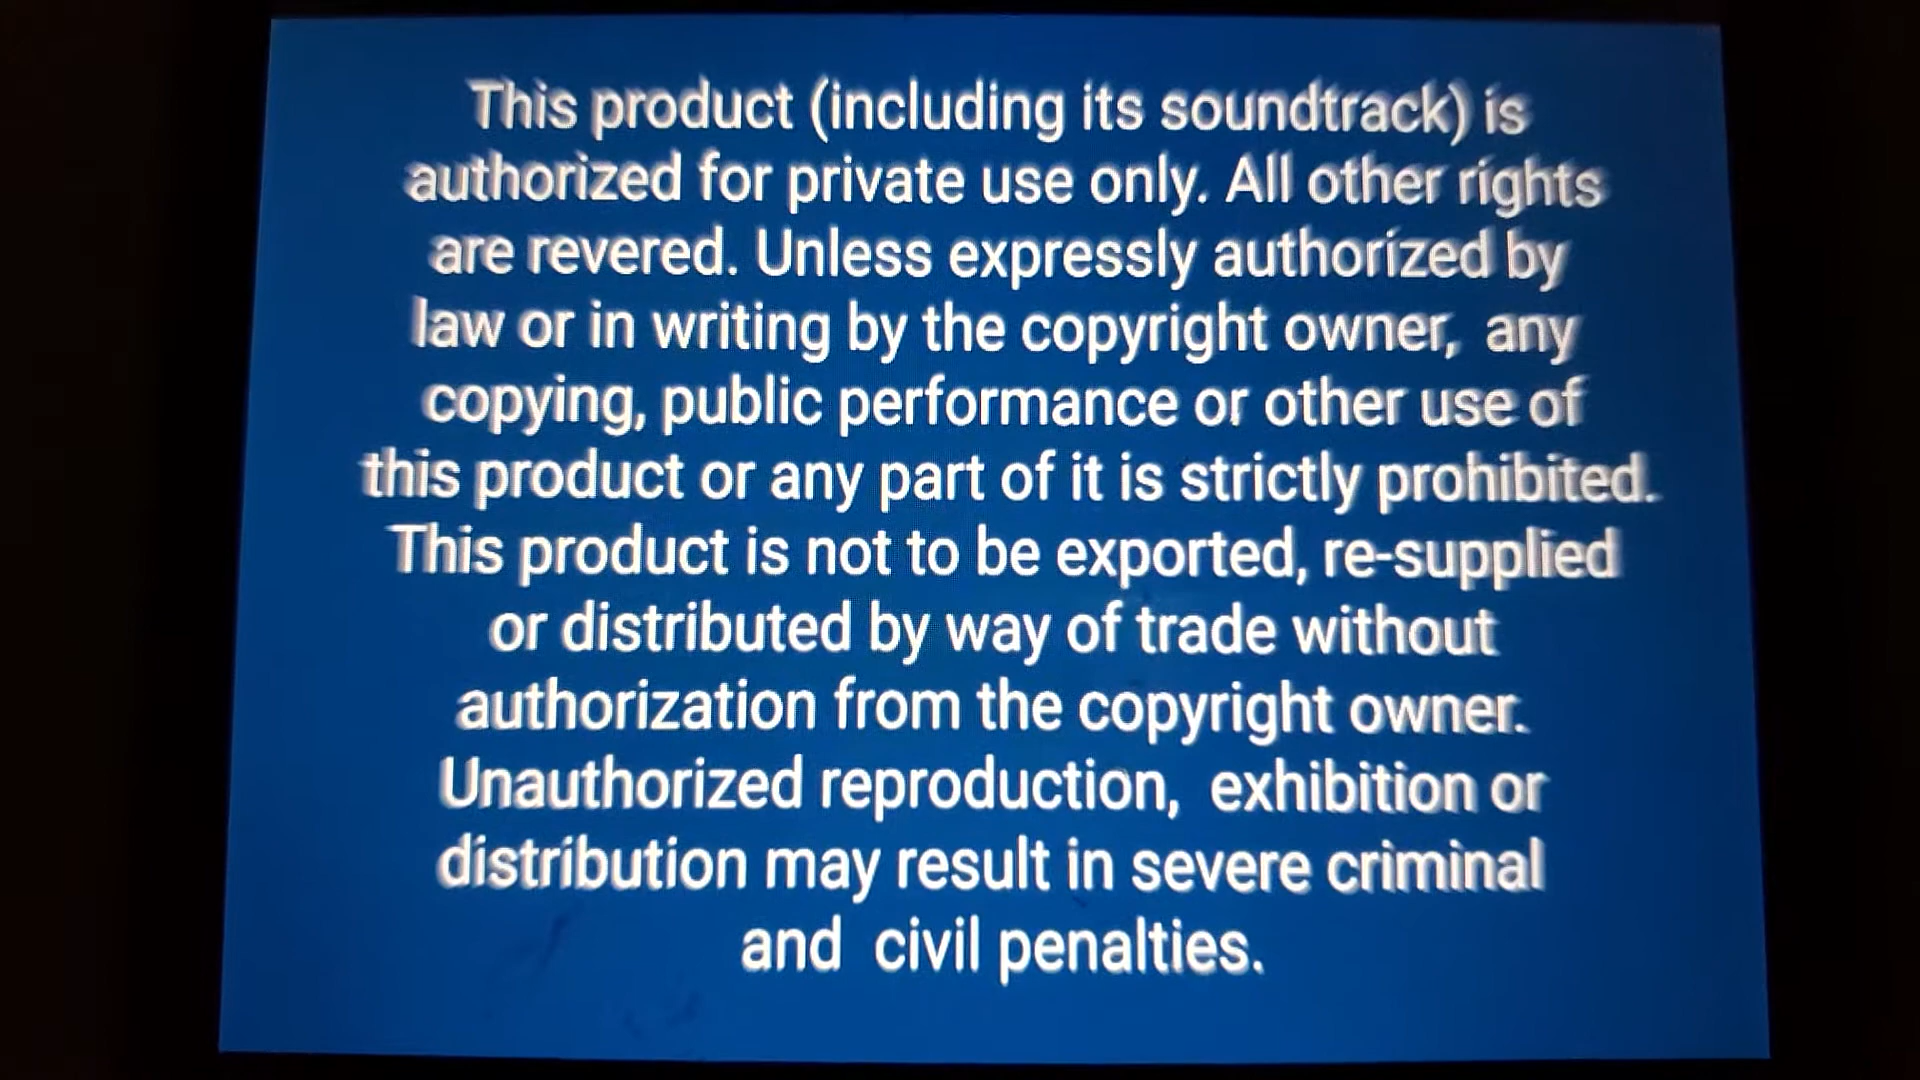 This product (including its soundtrack) is
authorized for private use only. All other rights
are revered. Unless expressly authorized by
law or in writing by the copyright owner, any
copying, public performance or other use of
this product or any part of it is strictly prohibited.
This product is not to be exported, re-supplied
or distributed by way of trade without
authorization from the copyright owner.
Unauthorized reproduction, exhibition or
distribution may result in severe criminal
and civil penalties.